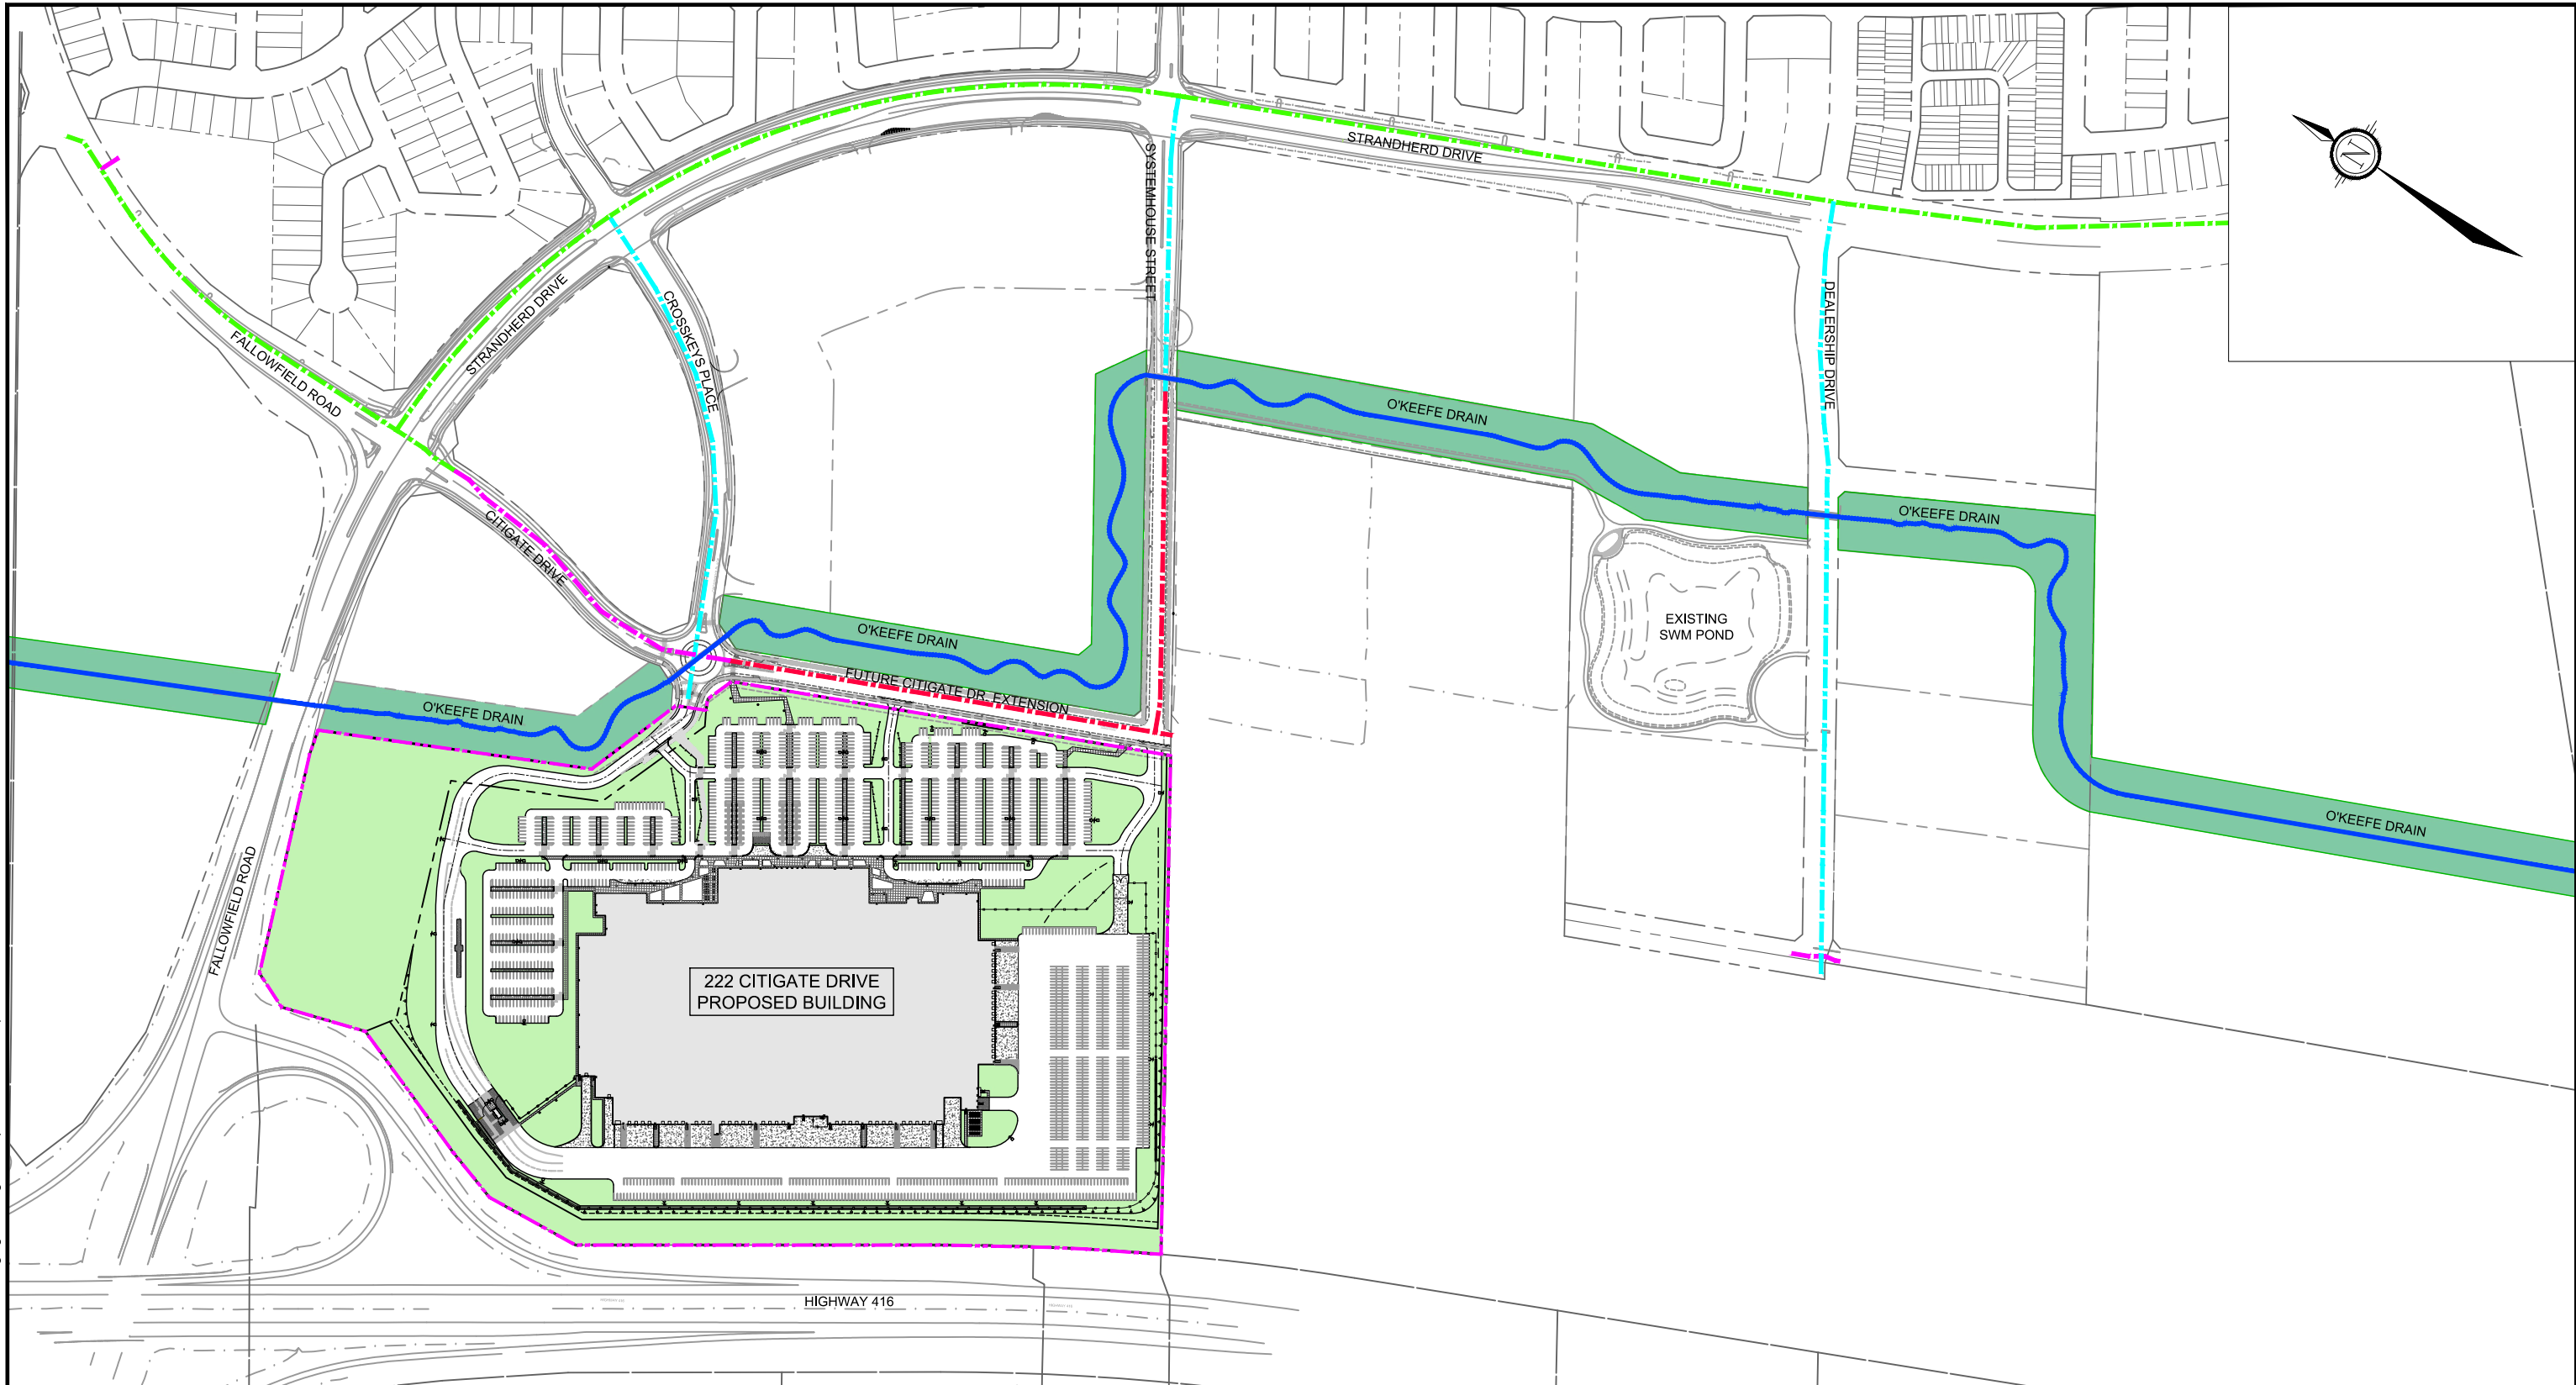 STRANDHERD DRIVE
SYSTEMHOUSE STREET
N
STRANDHERD DRIVE
CROSSKEYS PLACE
FALLOWFIELD ROAD
DEALERSHIP DRIVE
O'KEEFE DRAIN
CITIGATE DRIVE
O'KEEFE DRAIN
EXISTING
SWM POND
O'KEEFE DRAIN
FUTURE CITIGATE DR. EXTENSION
O'KEEFE DRAIN
O'KEEFE DRAIN
FALLOWFIELD ROAD
222 CITIGATE DRIVE
PROPOSED BUILDING
HIGHWAY 416